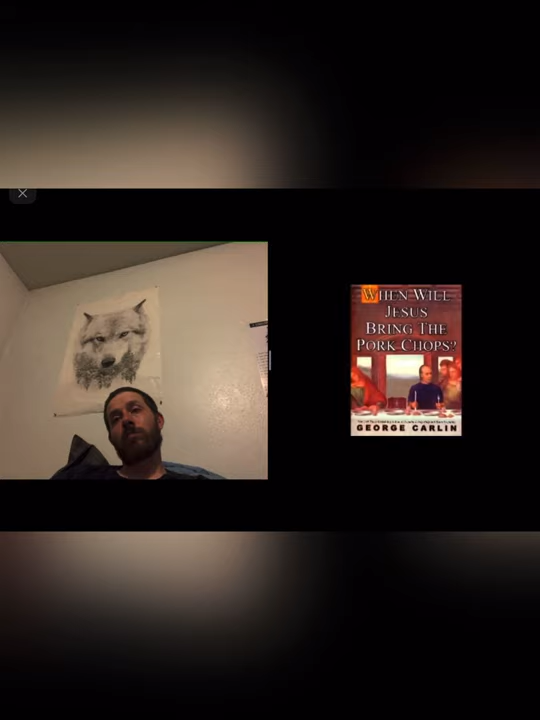 WHEN WILL
JESUS
BRING THE
PORK CHOPS?
GEORGE CARLIN